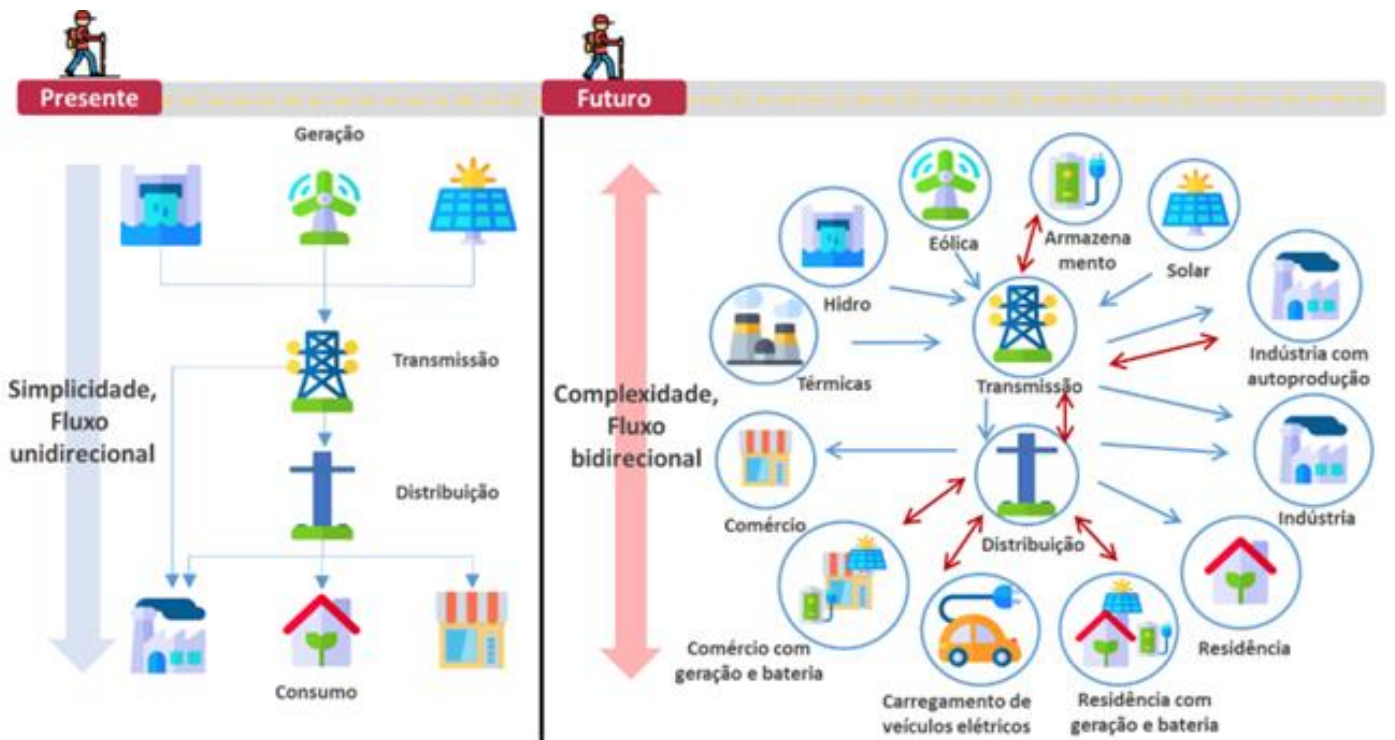 Presente
Geração
Transmissão
Simplicidade,
Fluxo
unidirecional
Distribuição
Consumo
Futuro
Eólica
Armazena
mento
Solar
Hidro
Térmicas
Transmissão
Indústria com
autoprodução
Complexidade,
Fluxo
bidirecional
Comércio
Distribuição
Indústria
Comércio com
geração e bateria
Carregamento de
veículos elétricos
Residência com
geração e bateria
Residência